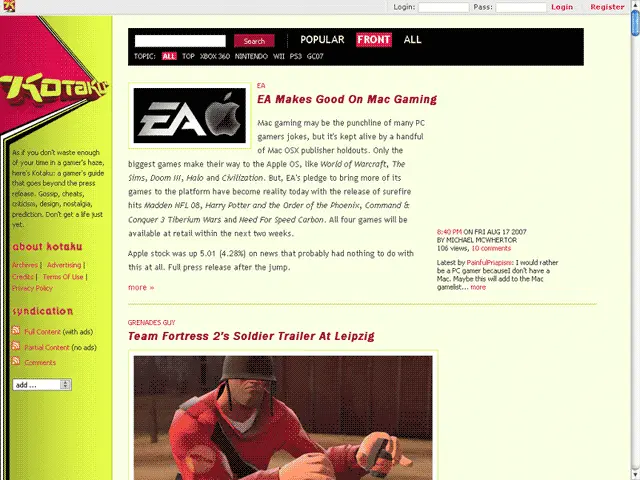 Login: Pass: Login | Register
KOTAKU
Search
POPULAR FRONT ALL
TOPIC: ALL TOP XBOX360 NINTENDO WII PS3 GC07
As if you don't waste enough
of your time in a gamer's haze,
here's Kotaku: a gamer's guide
that goes beyond the press
release. Gossip, cheats,
criticism, design, nostalgia,
prediction. Don't get a life just
yet.
about kotaku
Archives | Advertising |
Credits | Terms Of Use |
Privacy Policy
syndication
Full Content (with ads)
Partial Content (no ads)
Comments
add ...
EA
EA Makes Good On Mac Gaming
EA
Mac gaming may be the punchline of many PC
gamers jokes, but it's kept alive by a handful
of Mac OSX publisher holdouts. Only the
biggest games make their way to the Apple OS, like World of Warcraft, The
Sims, Doom III, Halo and Civilization. But, EA's pledge to bring more of its
games to the platform have become reality today with the release of surefire
hits Madden NFL 08, Harry Potter and the Order of the Phoenix, Command &
Conquer 3 Tiberium Wars and Need For Speed Carbon. All four games will be
available at retail within the next two weeks.
Apple stock was up 5.01 (4.28%) on news that probably had nothing to do with
this at all. Full press release after the jump.
more »
8:40 PM ON FRI AUG 17 2007
BY MICHAEL MCWHERTOR
106 views, 10 comments
Latest by PainfulPriapism: I would rather
be a PC gamer becauseI don't have a
Mac. Maybe this will add to the Mac
gamelist... more
GRENADES GUY
Team Fortress 2's Soldier Trailer At Leipzig